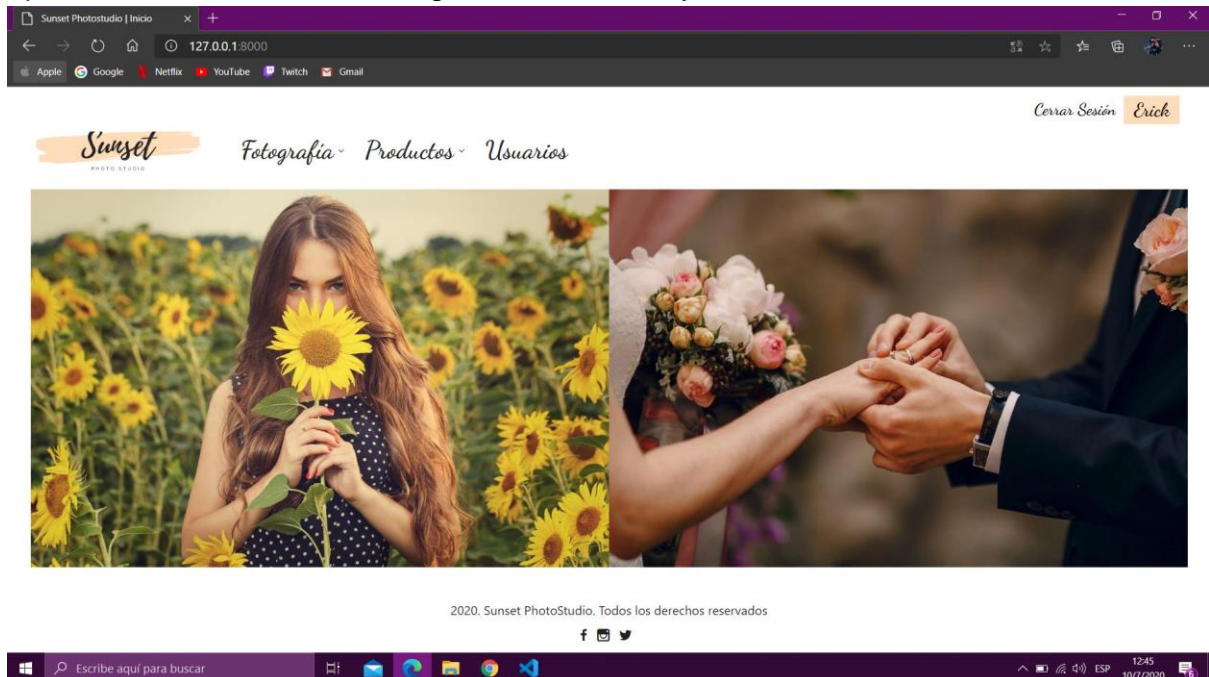 Sunset Photostudio | Inicio
127.0.0.1:8000
Apple Google Netflix YouTube Twitch Gmail
Cerrar Sesión Erick
Sunset
PHOTO STUDIO
Fotografía Productos Usuarios
2020. Sunset PhotoStudio. Todos los derechos reservados
Escribe aquí para buscar
ESP
12:45
10/7/2020
6